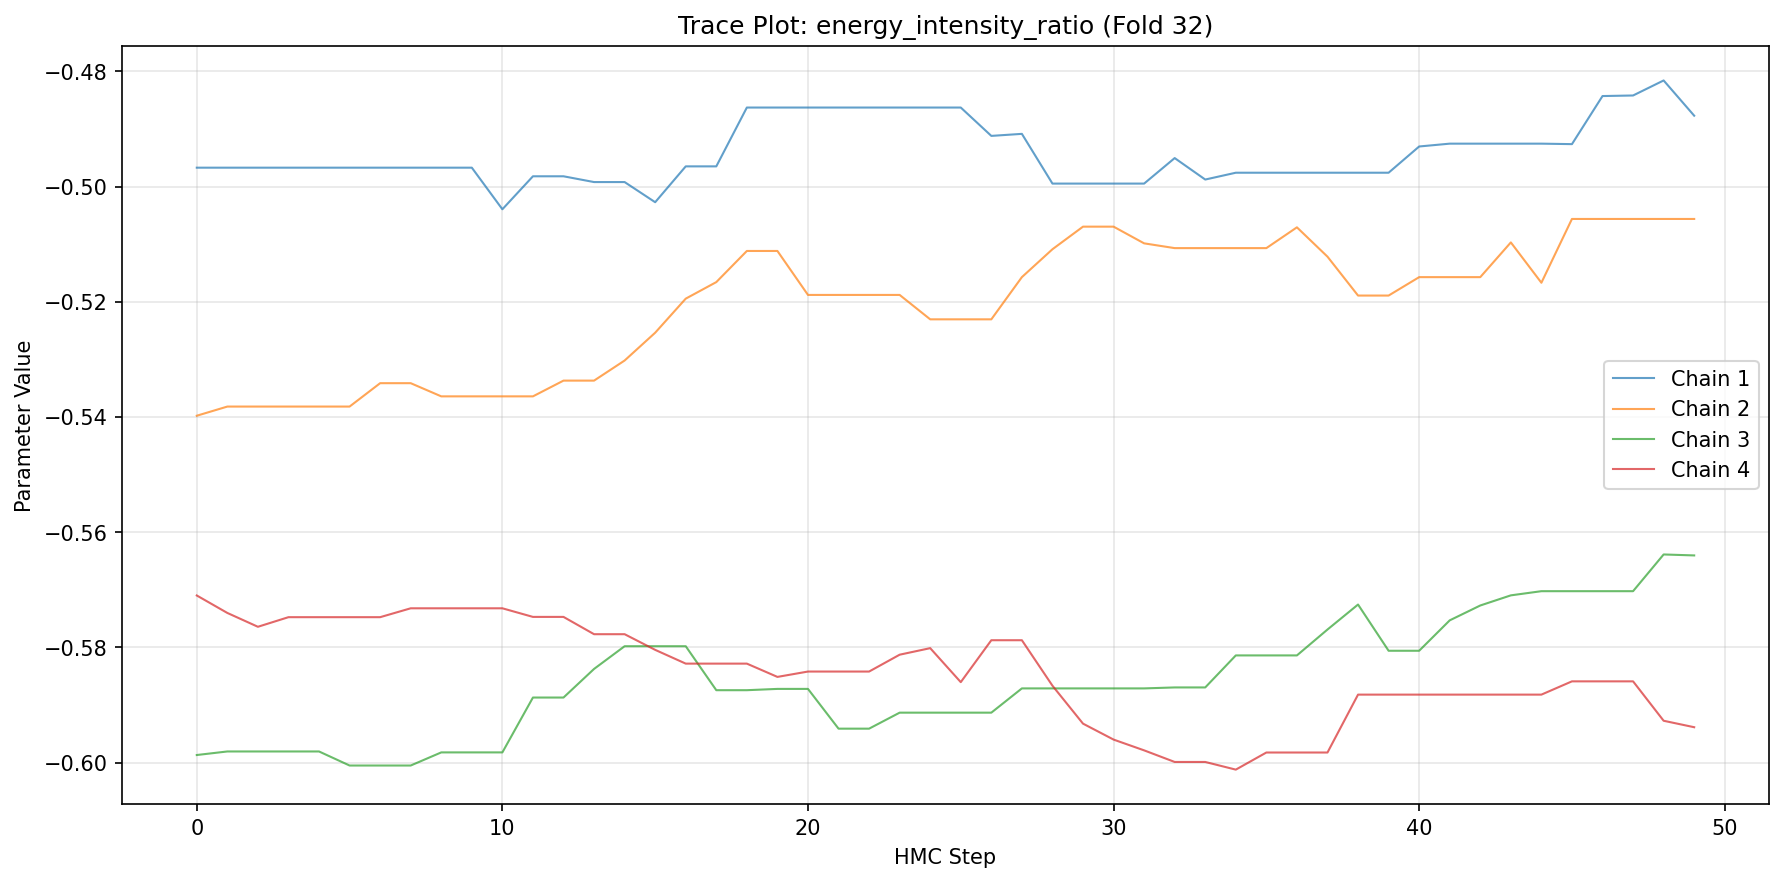 Trace Plot: energy_intensity_ratio (Fold 32)
Parameter Value
−0.48
−0.50
−0.52
−0.54
−0.56
−0.58
−0.60
Chain 1
Chain 2
Chain 3
Chain 4
0 10 20 30 40 50
HMC Step